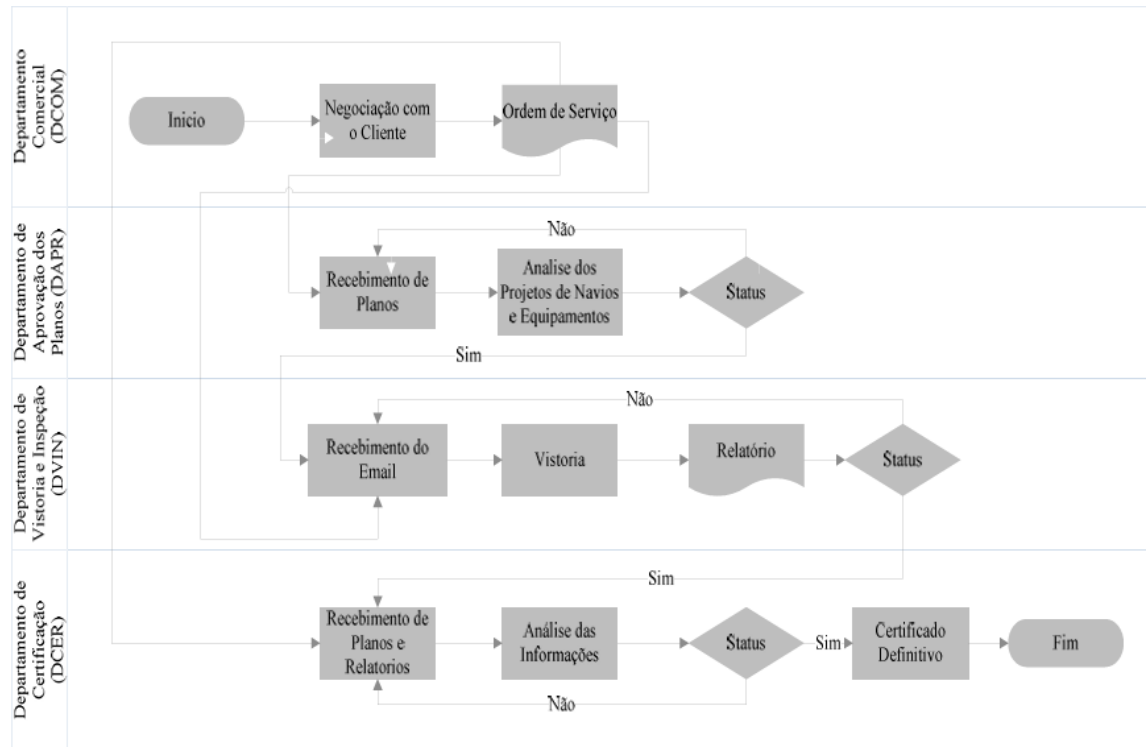 Departamento
Comercial
(DCOM)
Inicio
Negociação com
o Cliente
Ordem de Serviço
Departamento de
Aprovação dos
Planos (DAPR)
Não
Recebimento de
Planos
Analise dos
Projetos de Navios
e Equipamentos
Status
Sim
Departamento de
Vistoria e Inspeção
(DVIN)
Não
Recebimento do
Email
Vistoria
Relatório
Status
Sim
Departamento de
Certificação
(DCER)
Recebimento de
Planos e
Relatorios
Análise das
Informações
Status
Sim
Certificado
Definitivo
Fim
Não